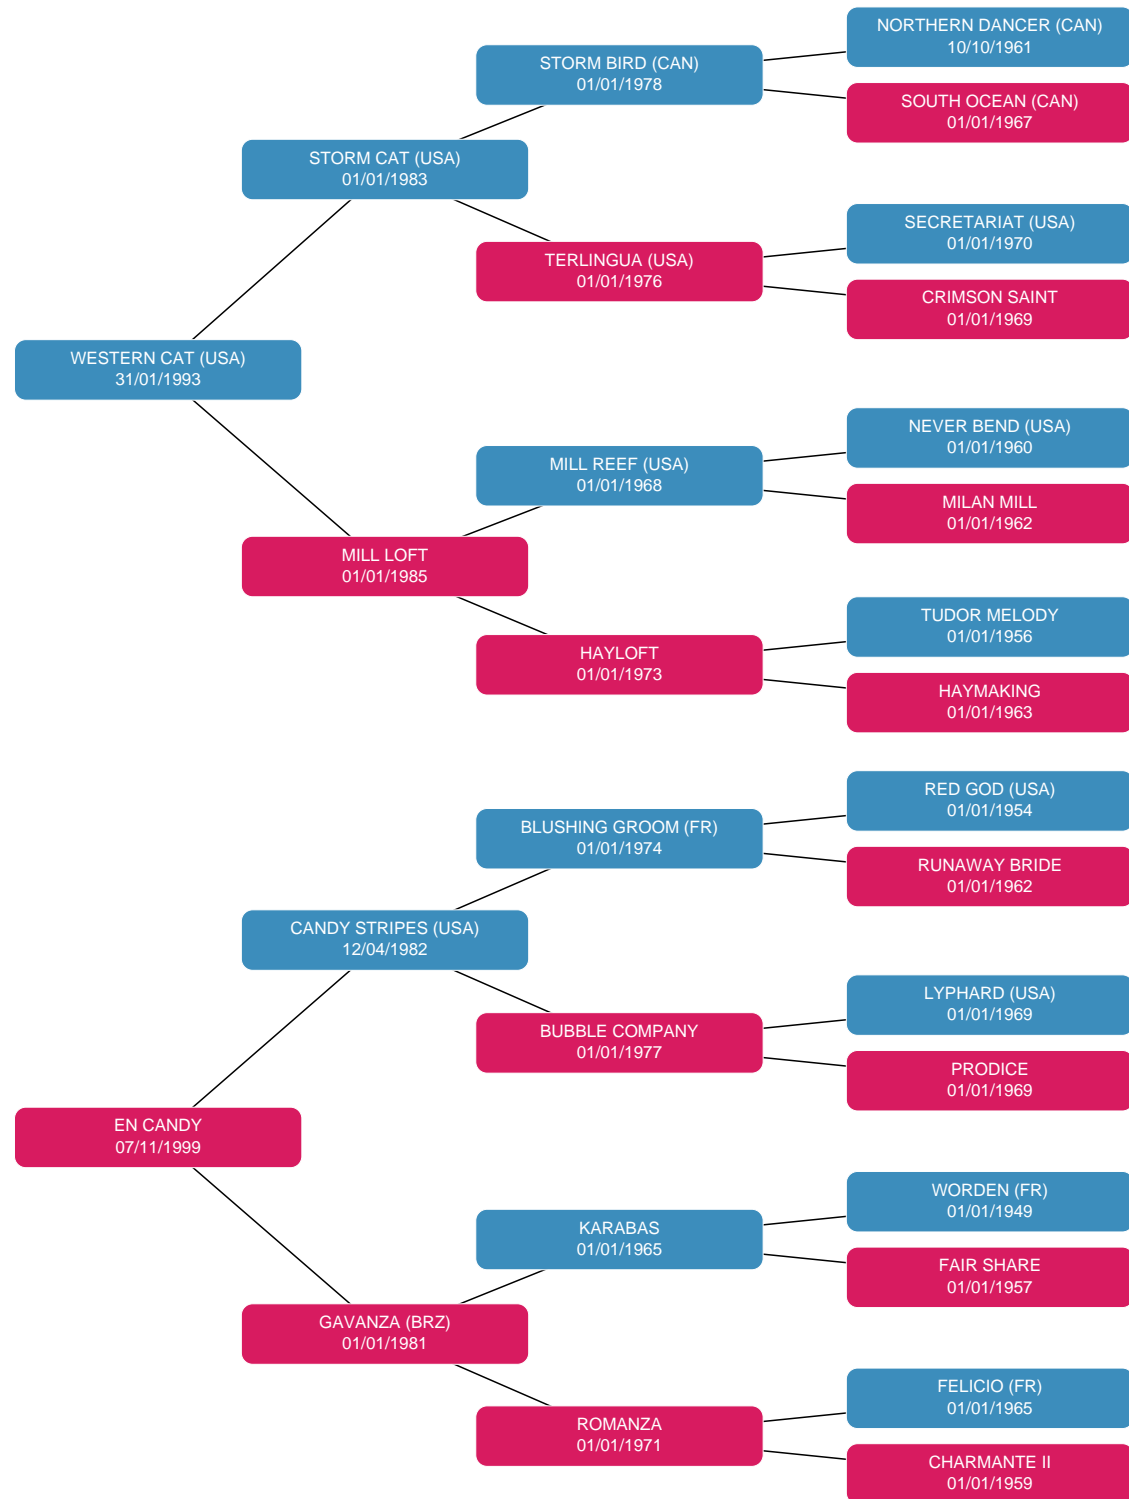 NORTHERN DANCER (CAN)
10/10/1961
STORM BIRD (CAN)
01/01/1978
SOUTH OCEAN (CAN)
01/01/1967
STORM CAT (USA)
01/01/1983
SECRETARIAT (USA)
01/01/1970
TERLINGUA (USA)
01/01/1976
CRIMSON SAINT
01/01/1969
WESTERN CAT (USA)
31/01/1993
NEVER BEND (USA)
01/01/1960
MILL REEF (USA)
01/01/1968
MILAN MILL
01/01/1962
MILL LOFT
01/01/1985
TUDOR MELODY
01/01/1956
HAYLOFT
01/01/1973
HAYMAKING
01/01/1963
RED GOD (USA)
01/01/1954
BLUSHING GROOM (FR)
01/01/1974
RUNAWAY BRIDE
01/01/1962
CANDY STRIPES (USA)
12/04/1982
LYPHARD (USA)
01/01/1969
BUBBLE COMPANY
01/01/1977
PRODICE
01/01/1969
EN CANDY
07/11/1999
WORDEN (FR)
01/01/1949
KARABAS
01/01/1965
FAIR SHARE
01/01/1957
GAVANZA (BRZ)
01/01/1981
FELICIO (FR)
01/01/1965
ROMANZA
01/01/1971
CHARMANTE II
01/01/1959